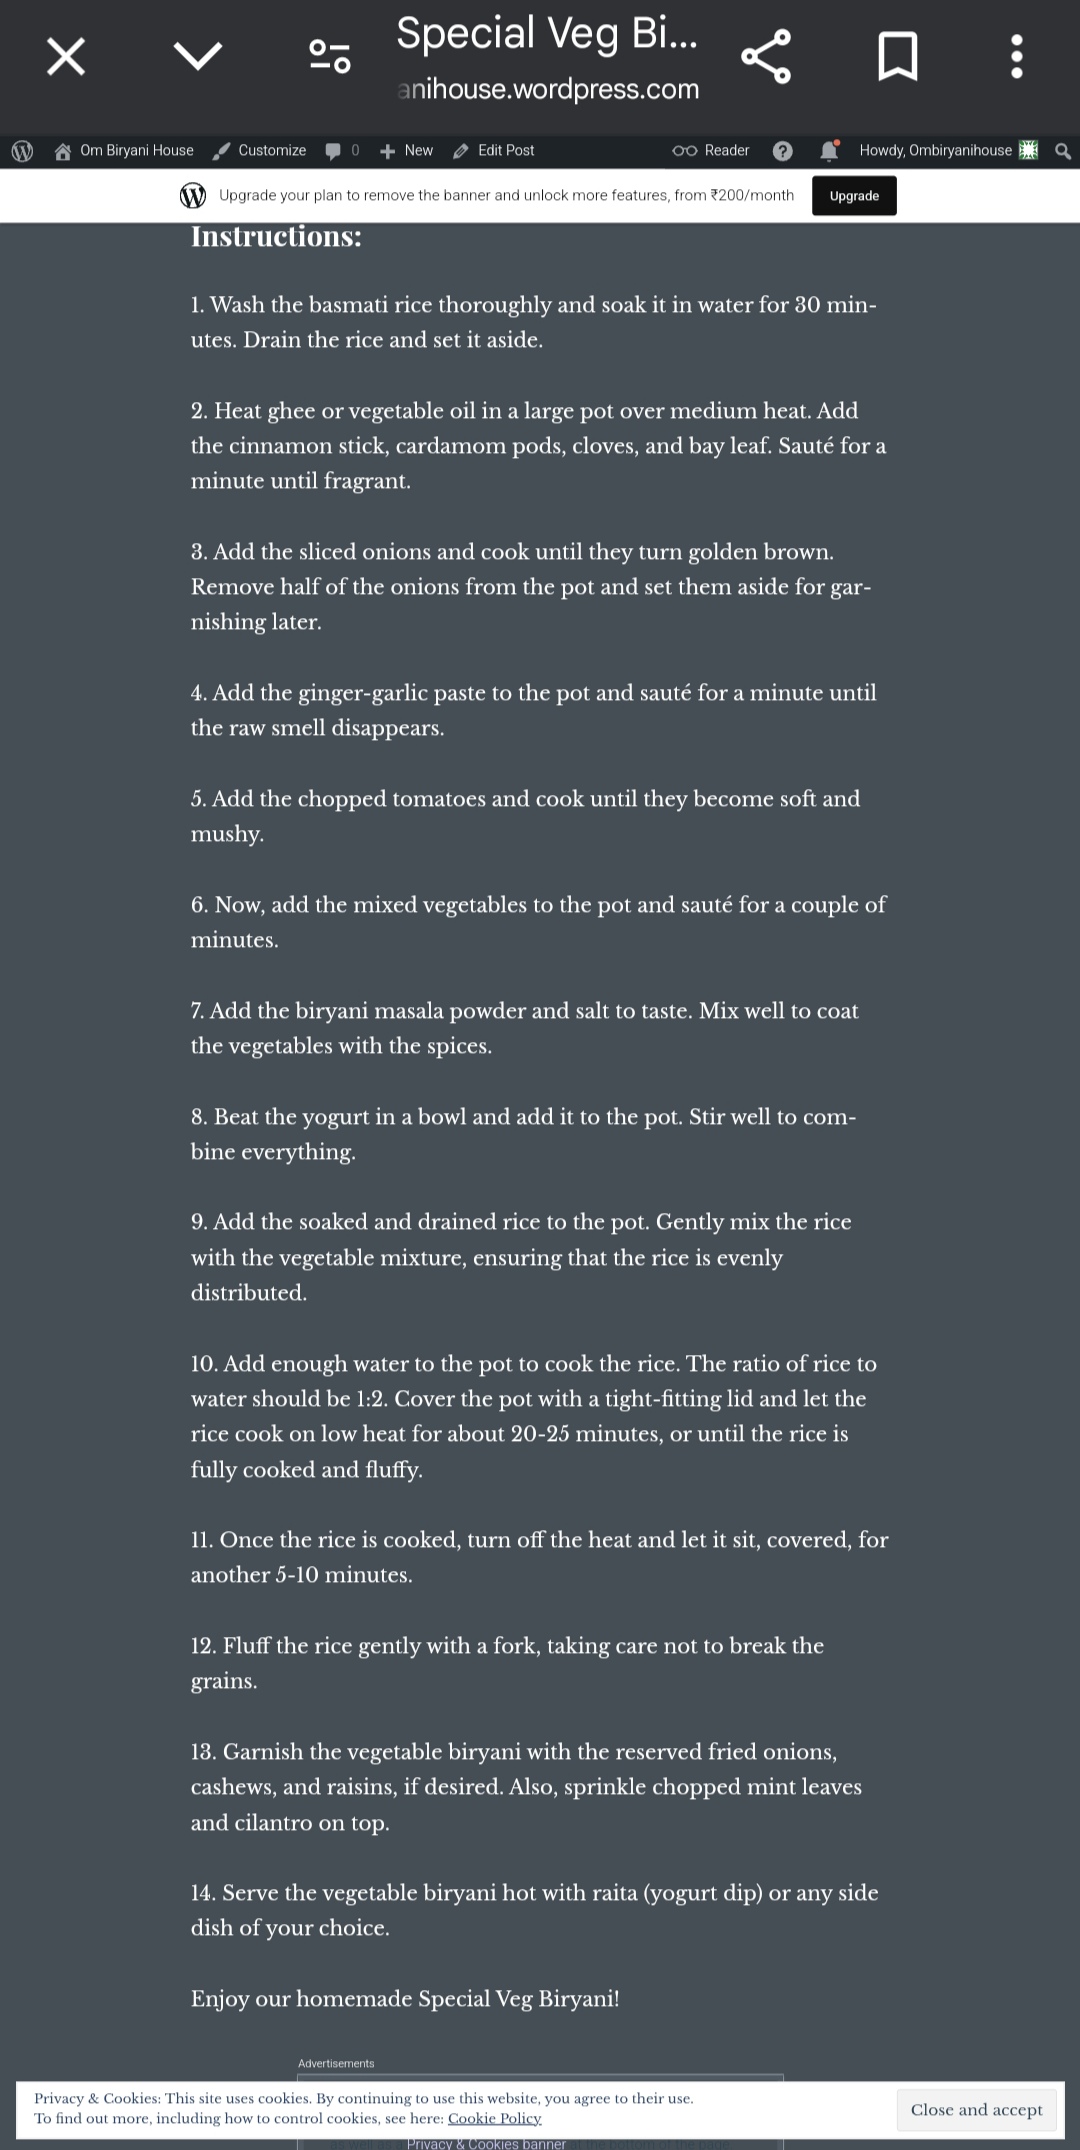 Special Veg Bi...
anihouse.wordpress.com
Om Biryani House Customize 0 New Edit Post Reader Howdy, Ombiryanihouse
Upgrade your plan to remove the banner and unlock more features, from ₹200/month Upgrade
Instructions:
1. Wash the basmati rice thoroughly and soak it in water for 30 min-
utes. Drain the rice and set it aside.
2. Heat ghee or vegetable oil in a large pot over medium heat. Add
the cinnamon stick, cardamom pods, cloves, and bay leaf. Sauté for a
minute until fragrant.
3. Add the sliced onions and cook until they turn golden brown.
Remove half of the onions from the pot and set them aside for gar-
nishing later.
4. Add the ginger-garlic paste to the pot and sauté for a minute until
the raw smell disappears.
5. Add the chopped tomatoes and cook until they become soft and
mushy.
6. Now, add the mixed vegetables to the pot and sauté for a couple of
minutes.
7. Add the biryani masala powder and salt to taste. Mix well to coat
the vegetables with the spices.
8. Beat the yogurt in a bowl and add it to the pot. Stir well to com-
bine everything.
9. Add the soaked and drained rice to the pot. Gently mix the rice
with the vegetable mixture, ensuring that the rice is evenly
distributed.
10. Add enough water to the pot to cook the rice. The ratio of rice to
water should be 1:2. Cover the pot with a tight-fitting lid and let the
rice cook on low heat for about 20-25 minutes, or until the rice is
fully cooked and fluffy.
11. Once the rice is cooked, turn off the heat and let it sit, covered, for
another 5-10 minutes.
12. Fluff the rice gently with a fork, taking care not to break the
grains.
13. Garnish the vegetable biryani with the reserved fried onions,
cashews, and raisins, if desired. Also, sprinkle chopped mint leaves
and cilantro on top.
14. Serve the vegetable biryani hot with raita (yogurt dip) or any side
dish of your choice.
Enjoy our homemade Special Veg Biryani!
Advertisements
Privacy & Cookies: This site uses cookies. By continuing to use this website, you agree to their use.
To find out more, including how to control cookies, see here: Cookie Policy
Close and accept
Privacy & Cookies banner